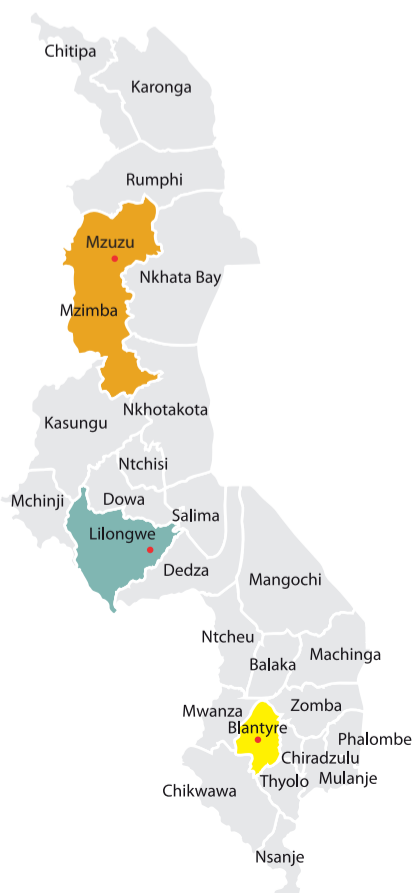 Chitipa
Karonga
Rumphi
Mzuzu
Nkhata Bay
Mzimba
Nkhotakota
Kasungu
Ntchisi
Mchinji
Dowa
Salima
Lilongwe
Dedza
Mangochi
Ntcheu
Machinga
Balaka
Zomba
Mwanza
Blantyre
Phalombe
Chiradzulu
Mulanje
Thyolo
Chikwawa
Nsanje